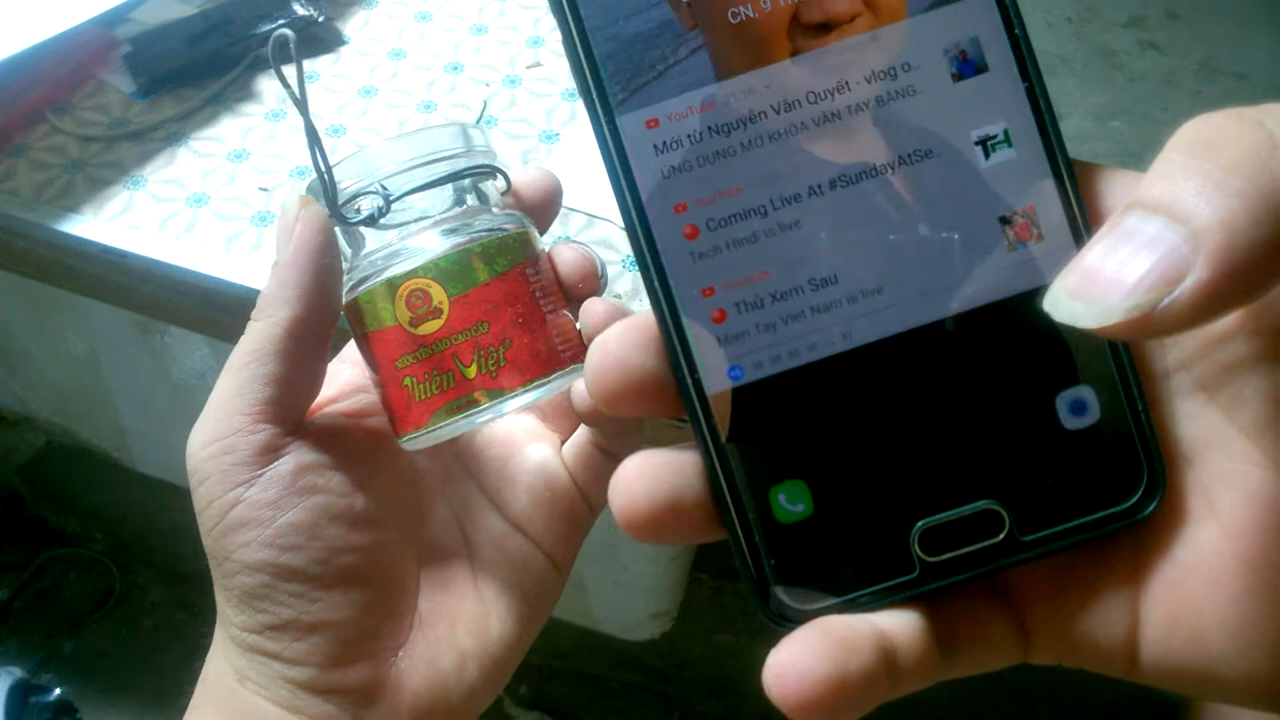 NƯỚC YẾN SÀO CAO CẤP
Thiên Việt
CN, 9
YouTube
Mới từ Nguyễn Văn Quyết - vlog o..
ỨNG DỤNG MỞ KHÓA VÂN TAY BẰNG..
YouTube
Coming Live At #SundayAtSe..
Tech Hindi is live
YouTube
Thử Xem Sau
Mien Tay Viet Nam is live